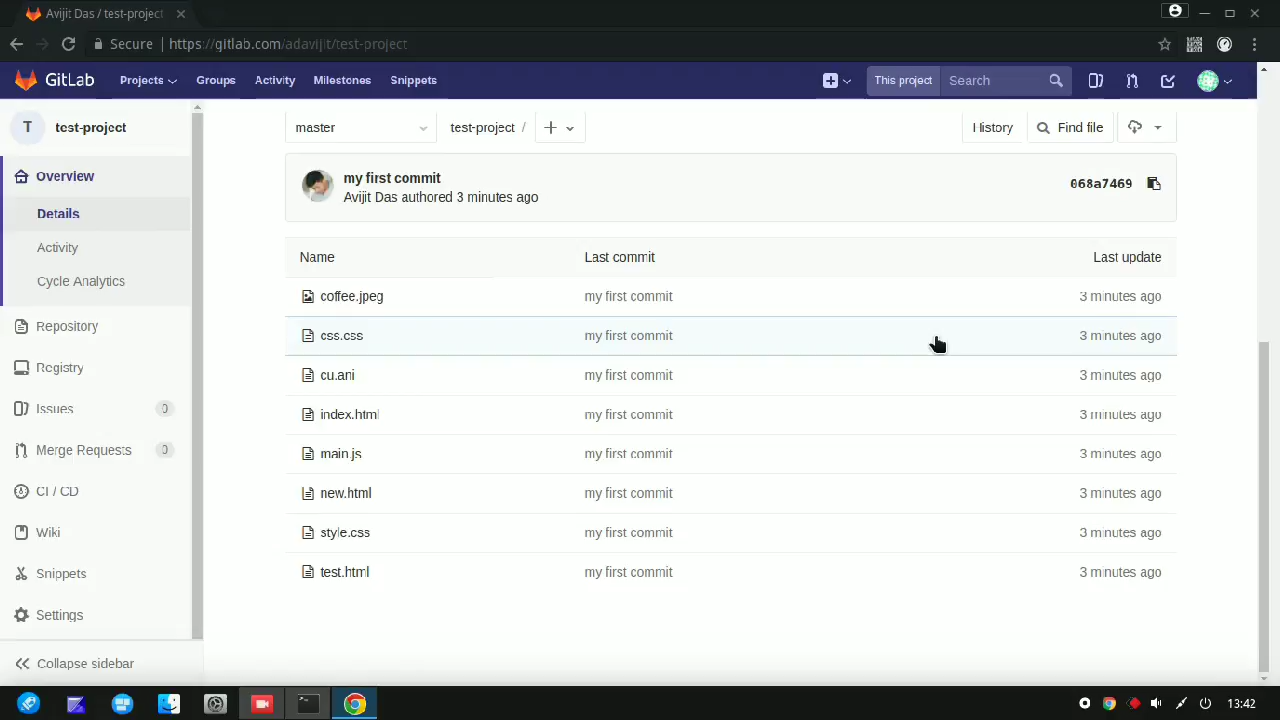 Avijit Das / test-project
Secure https://gitlab.com/adavijit/test-project
GitLab Projects Groups Activity Milestones Snippets This project Search
T test-project
Overview
Details
Activity
Cycle Analytics
Repository
Registry
Issues 0
Merge Requests 0
CI / CD
Wiki
Snippets
Settings
Collapse sidebar
master test-project / History Find file
my first commit
Avijit Das authored 3 minutes ago
068a7469
Name Last commit Last update
coffee.jpeg my first commit 3 minutes ago
css.css my first commit 3 minutes ago
cu.ani my first commit 3 minutes ago
index.html my first commit 3 minutes ago
main.js my first commit 3 minutes ago
new.html my first commit 3 minutes ago
style.css my first commit 3 minutes ago
test.html my first commit 3 minutes ago
13:42